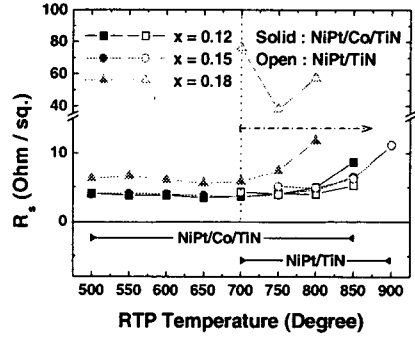 100
80
60
40
10
5
0
R_s (Ohm / sq.)
x = 0.12
x = 0.15
x = 0.18
Solid : NiPt/Co/TiN
Open : NiPt/TiN
NiPt/Co/TiN
NiPt/TiN
500 550 600 650 700 750 800 850 900
RTP Temperature (Degree)